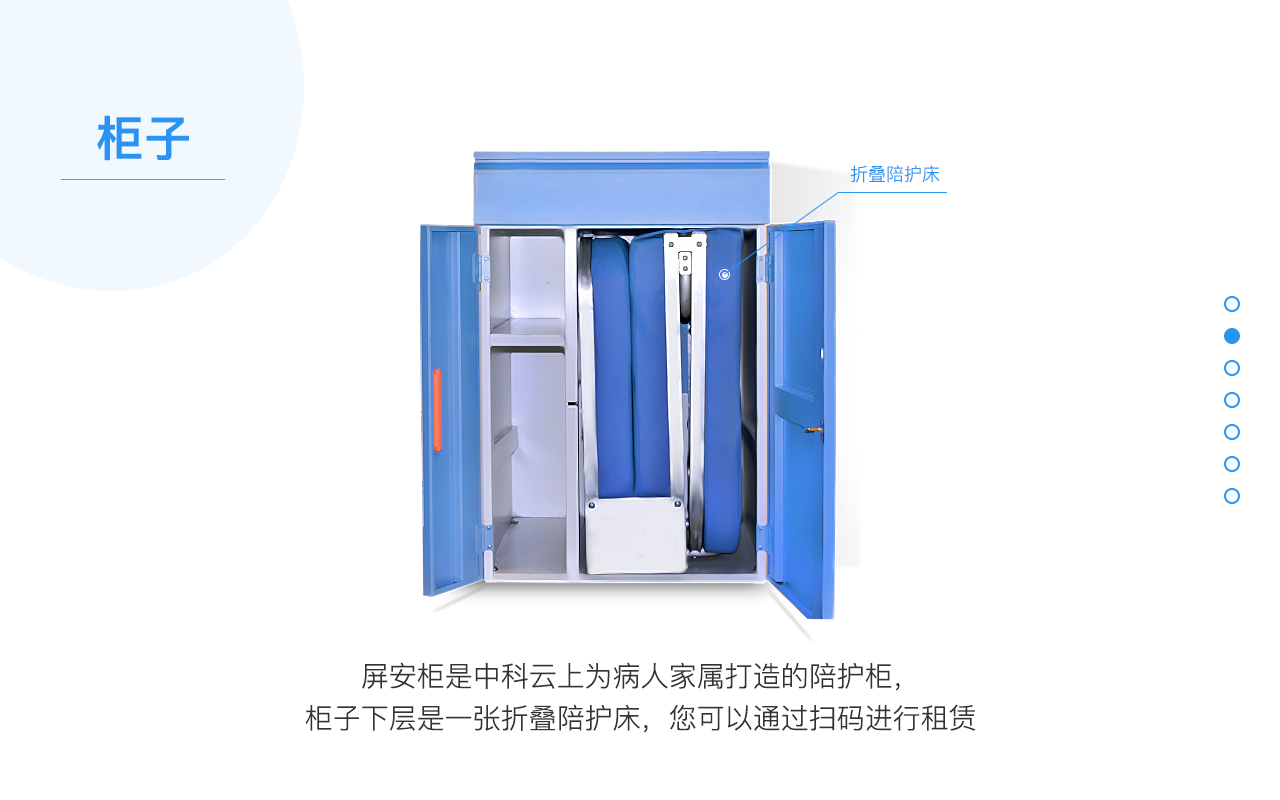 柜子
折叠陪护床
屏安柜是中科云上为病人家属打造的陪护柜，
柜子下层是一张折叠陪护床，您可以通过扫码进行租赁